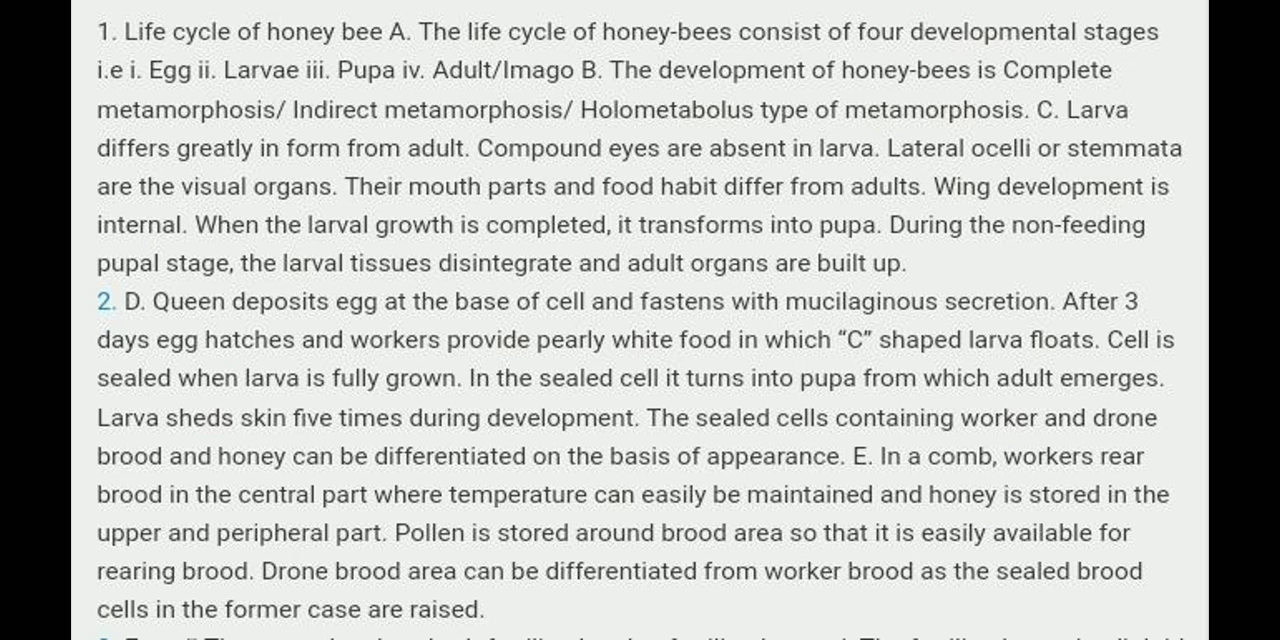 1. Life cycle of honey bee A. The life cycle of honey-bees consist of four developmental stages
i.e i. Egg ii. Larvae iii. Pupa iv. Adult/Imago B. The development of honey-bees is Complete
metamorphosis/ Indirect metamorphosis/ Holometabolus type of metamorphosis. C. Larva
differs greatly in form from adult. Compound eyes are absent in larva. Lateral ocelli or stemmata
are the visual organs. Their mouth parts and food habit differ from adults. Wing development is
internal. When the larval growth is completed, it transforms into pupa. During the non-feeding
pupal stage, the larval tissues disintegrate and adult organs are built up.
2. D. Queen deposits egg at the base of cell and fastens with mucilaginous secretion. After 3
days egg hatches and workers provide pearly white food in which “C” shaped larva floats. Cell is
sealed when larva is fully grown. In the sealed cell it turns into pupa from which adult emerges.
Larva sheds skin five times during development. The sealed cells containing worker and drone
brood and honey can be differentiated on the basis of appearance. E. In a comb, workers rear
brood in the central part where temperature can easily be maintained and honey is stored in the
upper and peripheral part. Pollen is stored around brood area so that it is easily available for
rearing brood. Drone brood area can be differentiated from worker brood as the sealed brood
cells in the former case are raised.